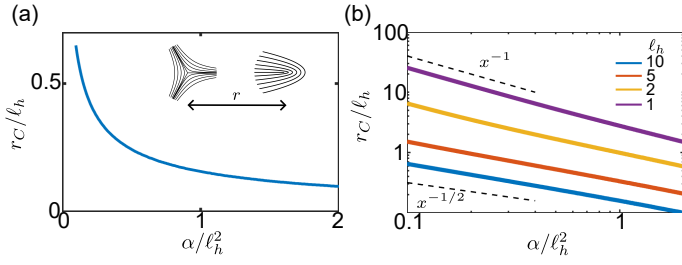 (a)
r_C/ℓ_h
0.5
0
r
0
1
2
α/ℓ_h^2
(b)
r_C/ℓ_h
100
10
1
0.1
x^{-1}
x^{-1/2}
ℓ_h
10
5
2
1
0.1
1
α/ℓ_h^2